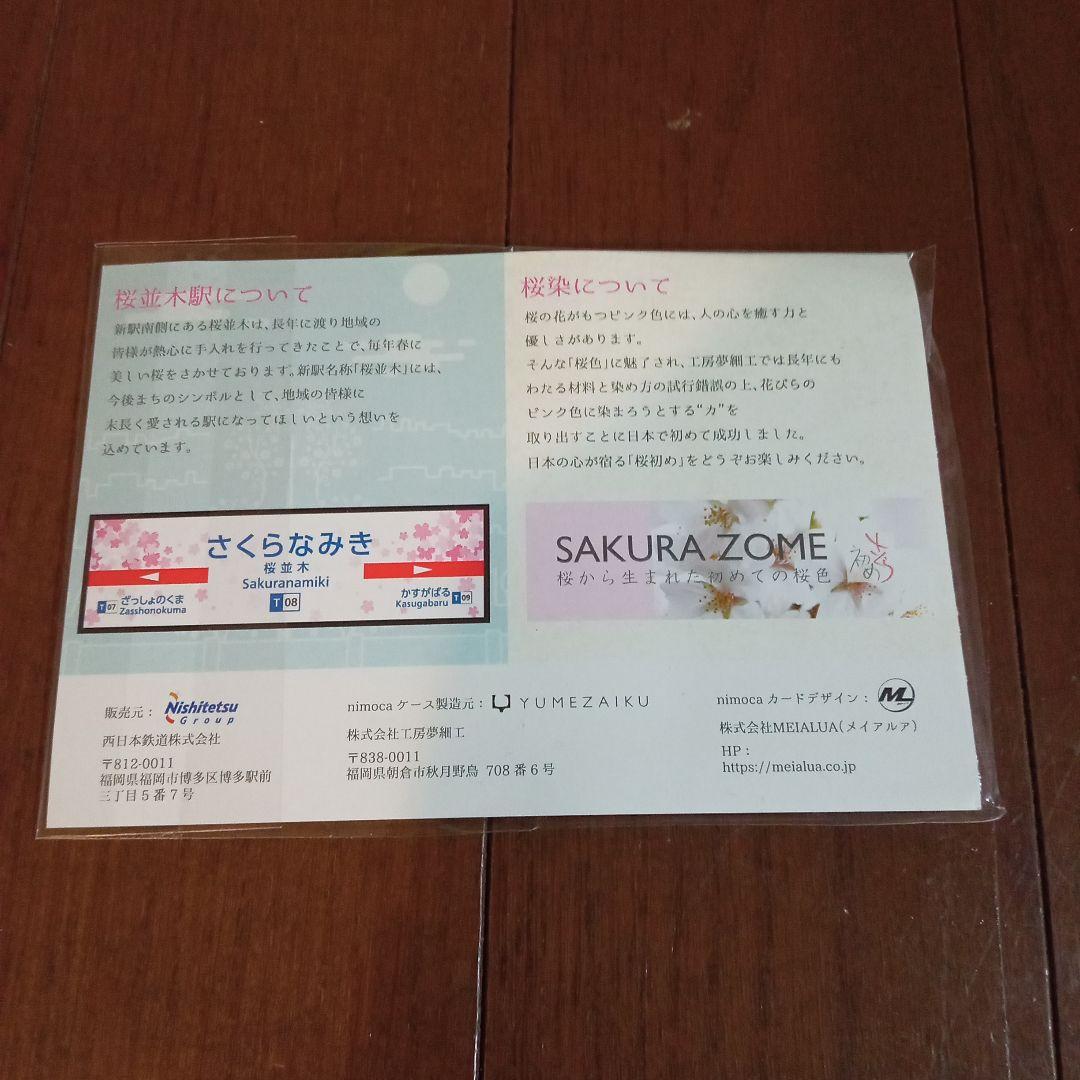 桜並木駅について
新駅南側にある桜並木は、長年に渡り地域の
皆様が熱心に手入れを行ってきたことで、毎年春に
美しい桜をさかせております。新駅名称「桜並木」には、
今後まちのシンボルとして、地域の皆様に
末長く愛される駅になってほしいという想いを
込めています。
さくらなみき
桜並木
Sakuranamiki
T 08
T 07
ざっしょのくま
Zasshonokuma
かすがばる
Kasugabaru
T 09
桜染について
桜の花がもつピンク色には、人の心を癒す力と
優しさがあります。
そんな「桜色」に魅了され、工房夢細工では長年にも
わたる材料と染め方の試行錯誤の上、花びらの
ピンク色に染まろうとする“力”を
取り出すことに日本で初めて成功しました。
日本の心が宿る「桜初め」をどうぞお楽しみください。
SAKURA ZOME
桜から生まれた初めての桜色
初め
販売元： Nishitetsu Group
西日本鉄道株式会社
〒812-0011
福岡県福岡市博多区博多駅前
三丁目5番7号
nimoca ケース製造元： YUMEZAIKU
株式会社工房夢細工
〒838-0011
福岡県朝倉市秋月野鳥 708番6号
nimoca カードデザイン： M
株式会社MEIALUA（メイアルア）
HP：
https://meialua.co.jp